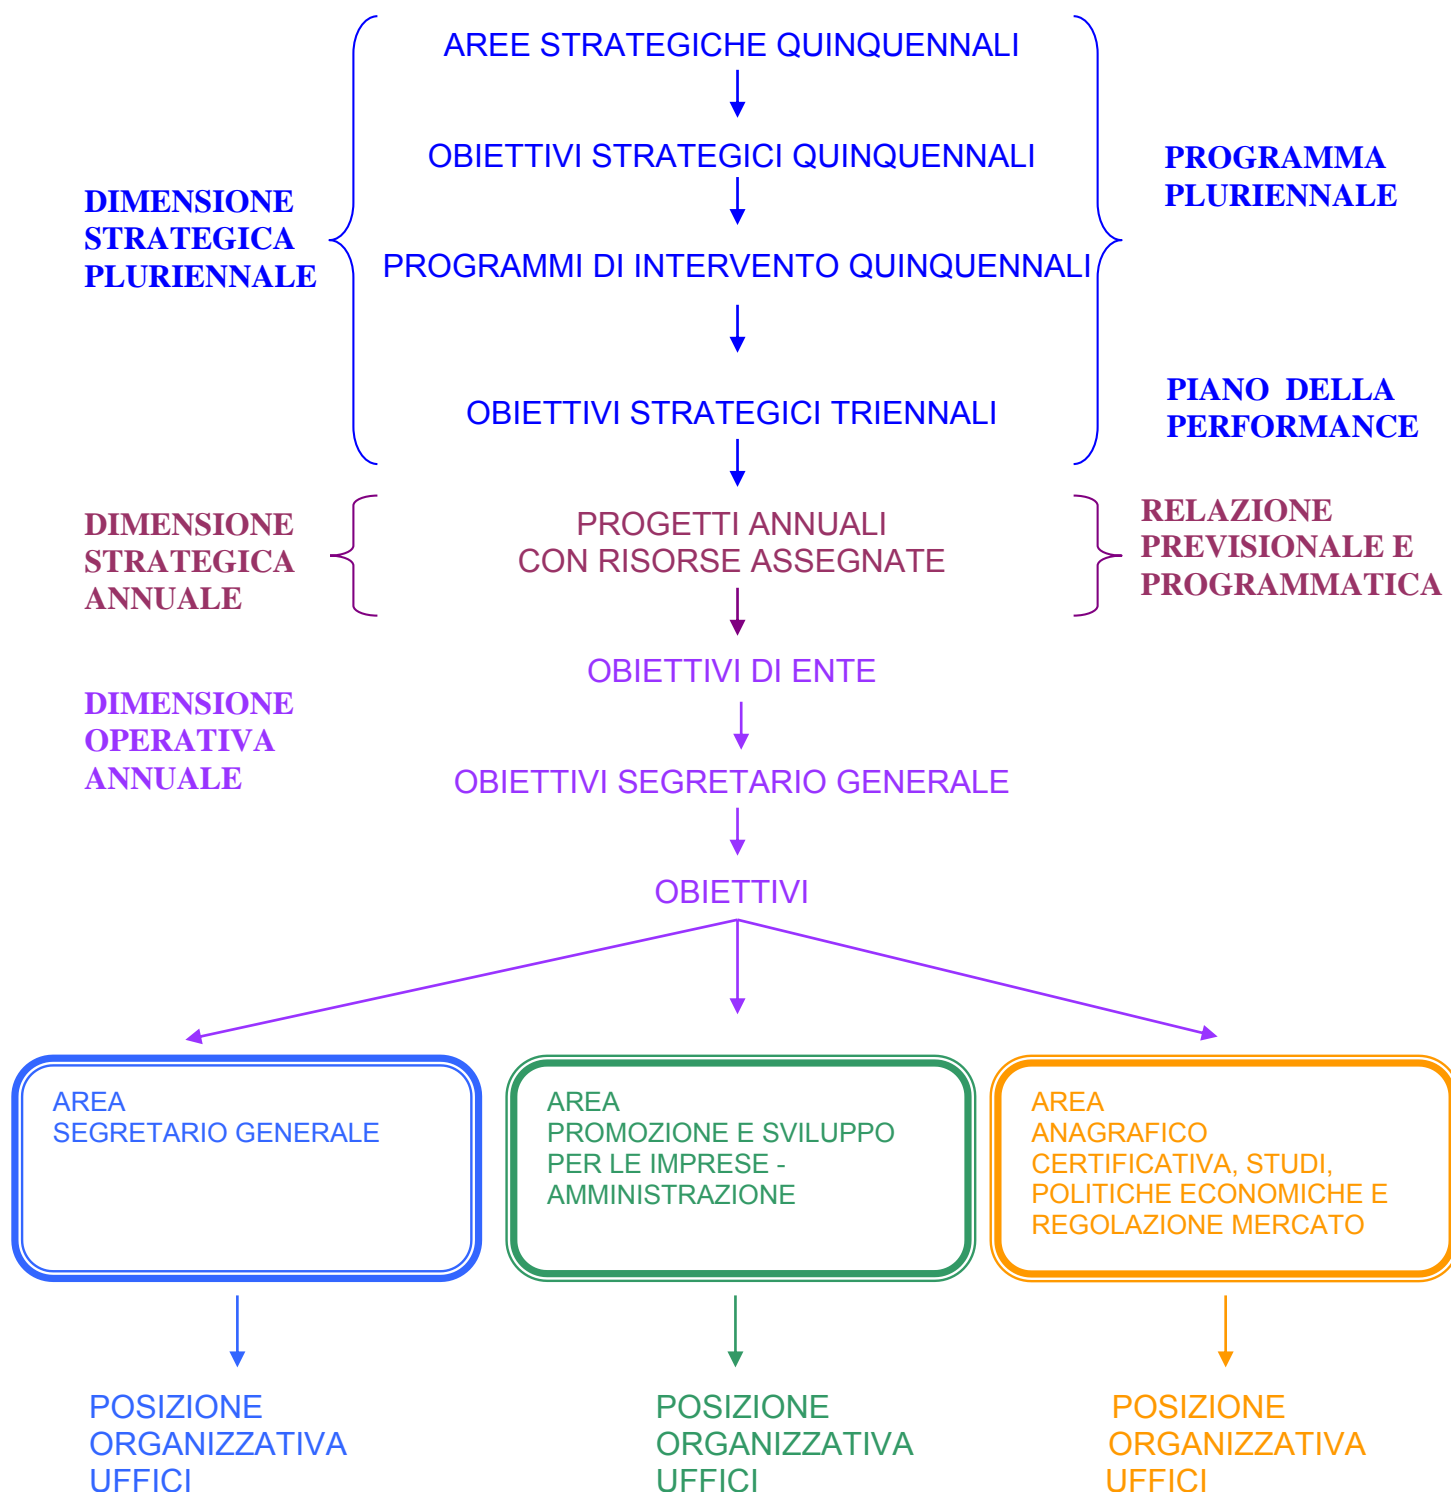 AREE STRATEGICHE QUINQUENNALI
OBIETTIVI STRATEGICI QUINQUENNALI
PROGRAMMA
PLURIENNALE
DIMENSIONE
STRATEGICA
PLURIENNALE
PROGRAMMI DI INTERVENTO QUINQUENNALI
OBIETTIVI STRATEGICI TRIENNALI
PIANO DELLA
PERFORMANCE
DIMENSIONE
STRATEGICA
ANNUALE
PROGETTI ANNUALI
CON RISORSE ASSEGNATE
RELAZIONE
PREVISIONALE E
PROGRAMMATICA
OBIETTIVI DI ENTE
DIMENSIONE
OPERATIVA
ANNUALE
OBIETTIVI SEGRETARIO GENERALE
OBIETTIVI
AREA
SEGRETARIO GENERALE
AREA
PROMOZIONE E SVILUPPO
PER LE IMPRESE -
AMMINISTRAZIONE
AREA
ANAGRAFICO
CERTIFICATIVA, STUDI,
POLITICHE ECONOMICHE E
REGOLAZIONE MERCATO
POSIZIONE
ORGANIZZATIVA
UFFICI
POSIZIONE
ORGANIZZATIVA
UFFICI
POSIZIONE
ORGANIZZATIVA
UFFICI